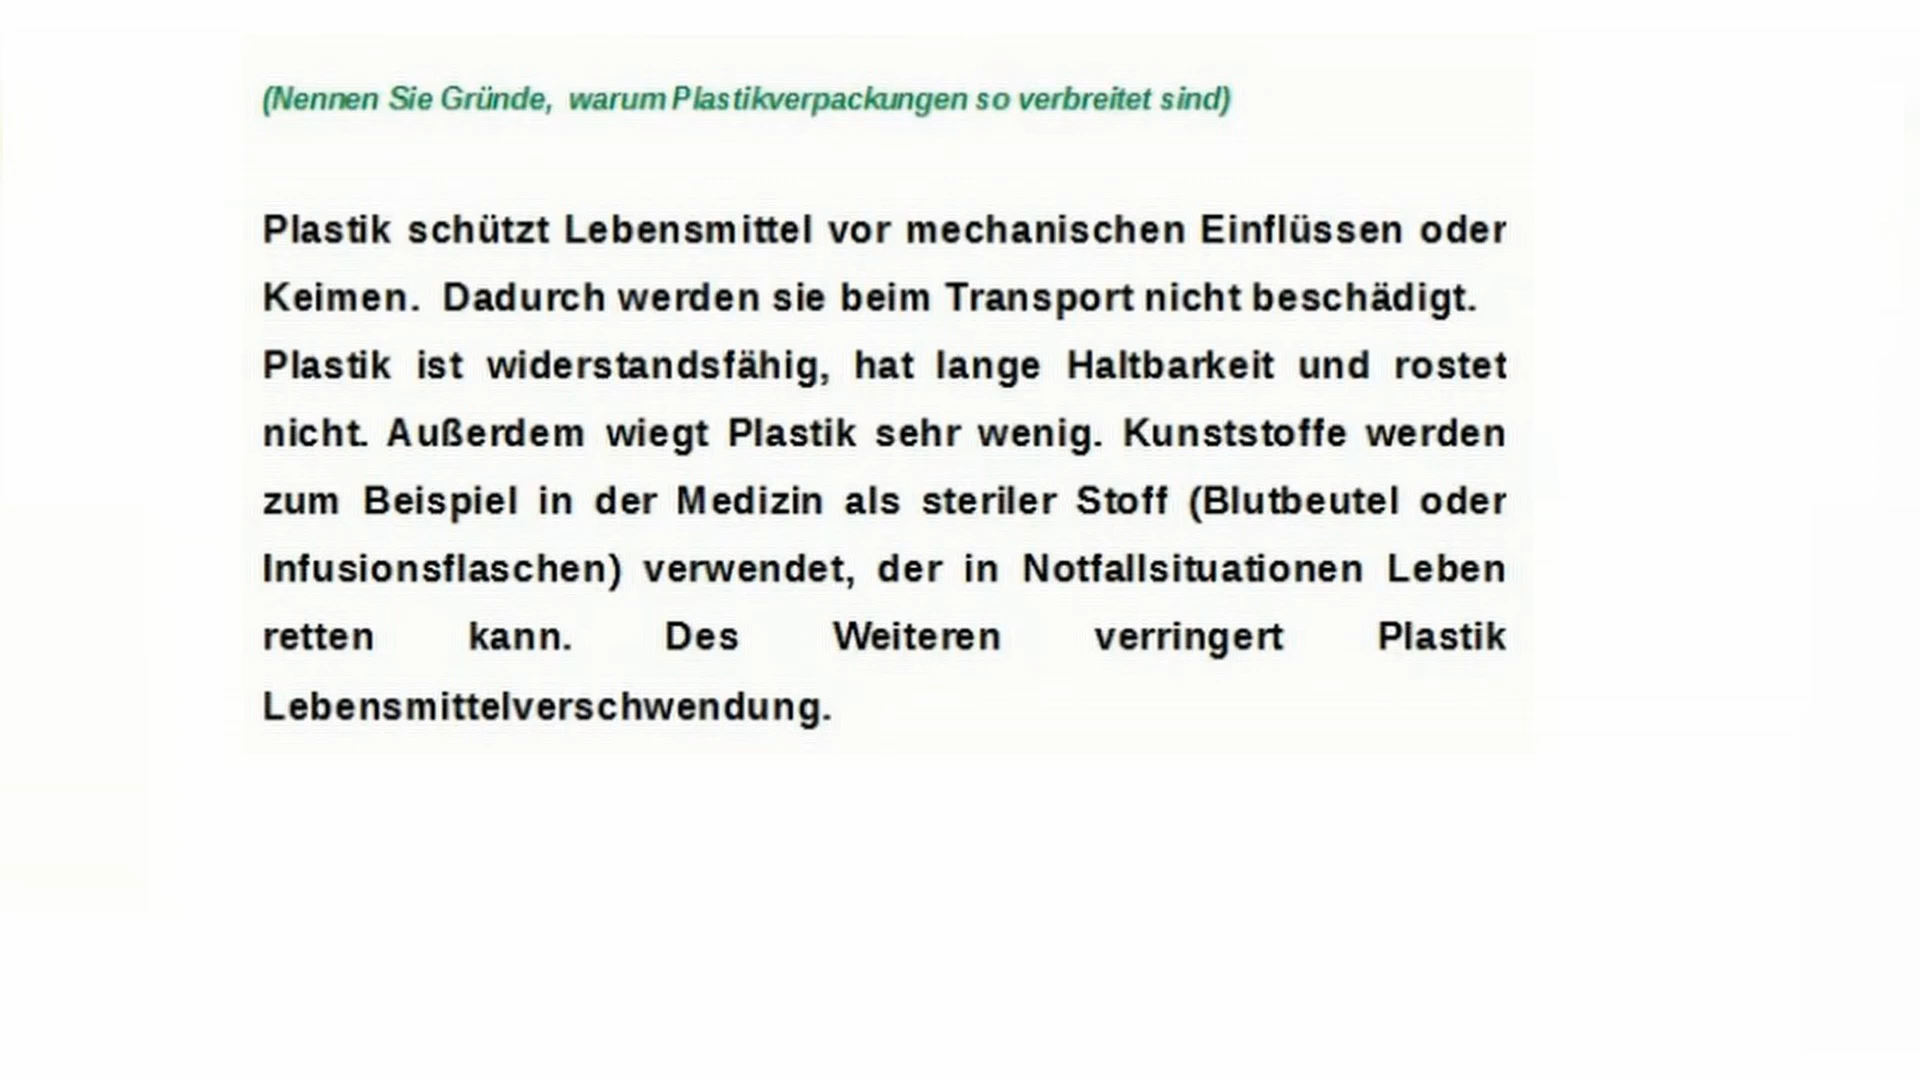 (Nennen Sie Gründe, warum Plastikverpackungen so verbreitet sind)
Plastik schützt Lebensmittel vor mechanischen Einflüssen oder
Keimen. Dadurch werden sie beim Transport nicht beschädigt.
Plastik ist widerstandsfähig, hat lange Haltbarkeit und rostet
nicht. Außerdem wiegt Plastik sehr wenig. Kunststoffe werden
zum Beispiel in der Medizin als steriler Stoff (Blutbeutel oder
Infusionsflaschen) verwendet, der in Notfallsituationen Leben
retten kann. Des Weiteren verringert Plastik
Lebensmittelverschwendung.